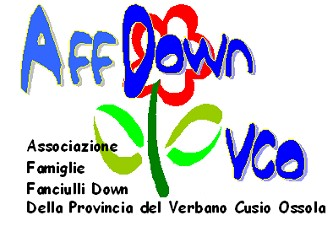 AFFDown
VCO
Associazione
Famiglie
Fanciulli Down
Della Provincia del Verbano Cusio Ossola